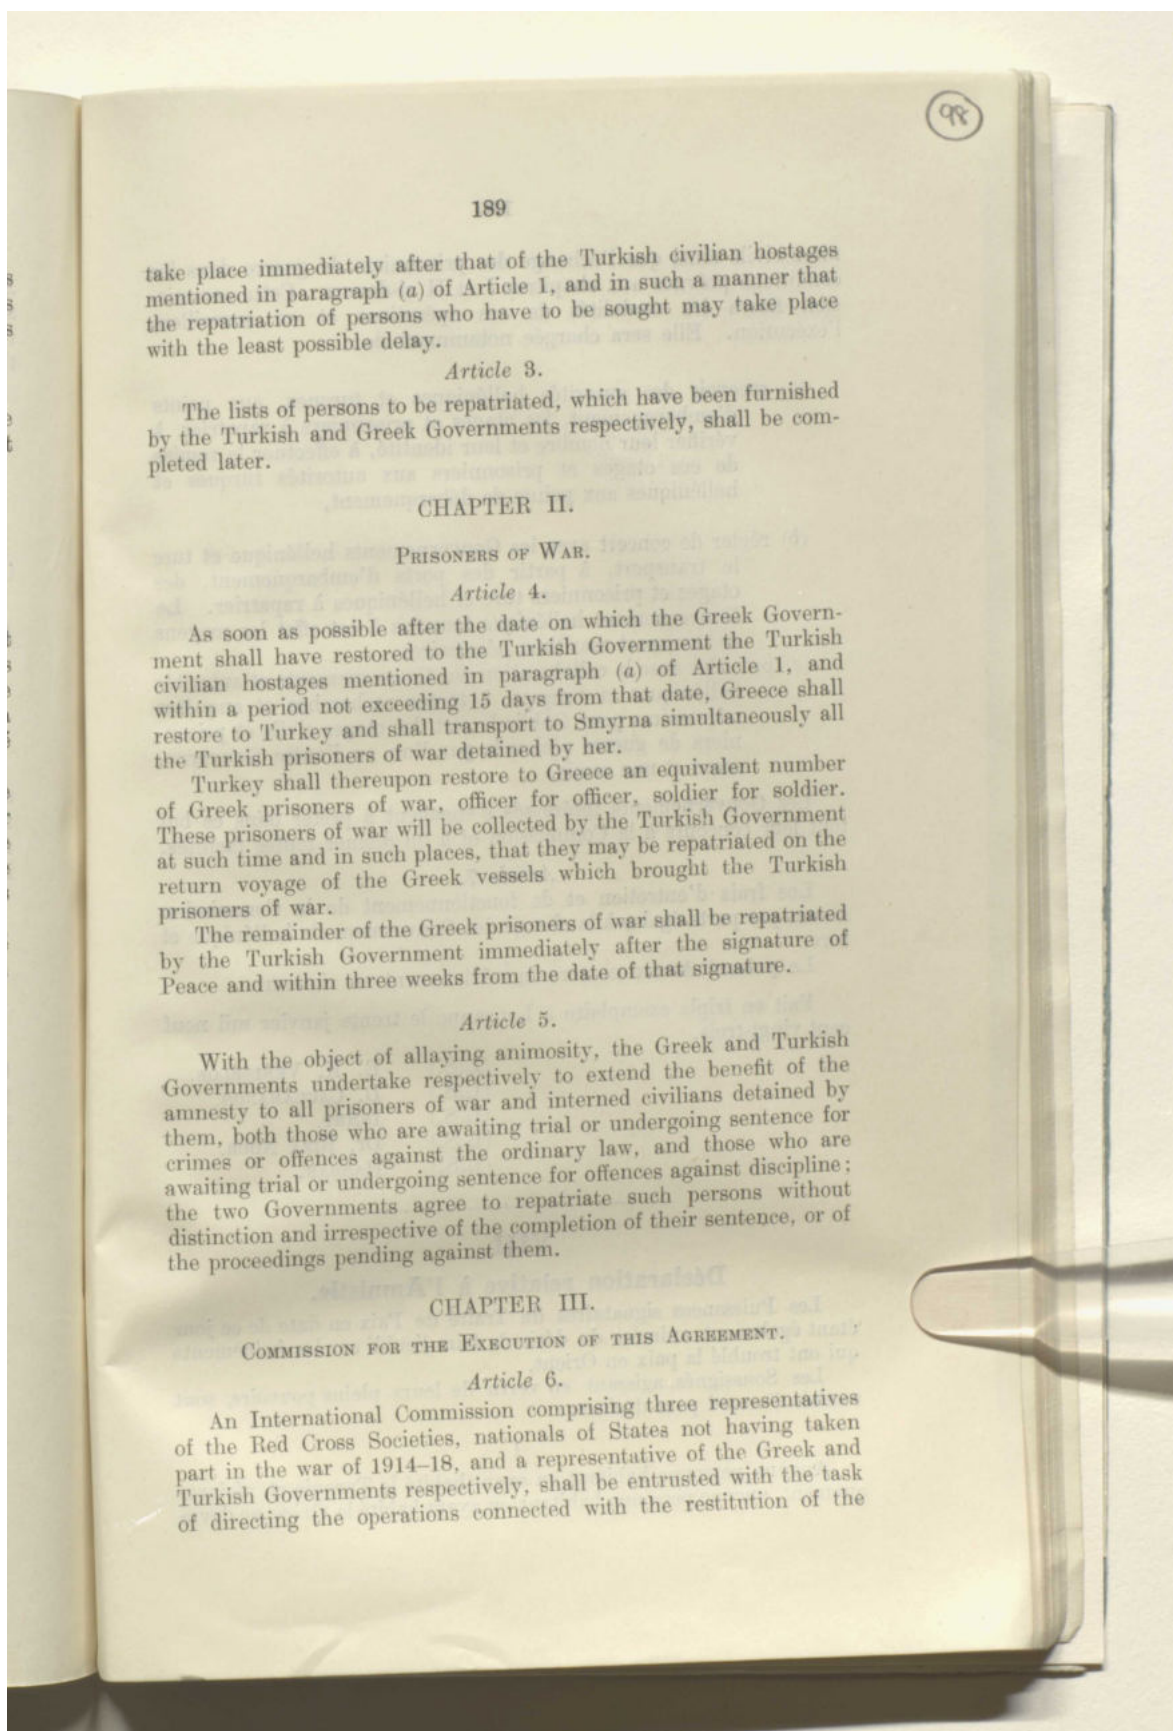 98
189
take place immediately after that of the Turkish civilian hostages
mentioned in paragraph (a) of Article 1, and in such a manner that
the repatriation of persons who have to be sought may take place
with the least possible delay.
Article 3.
The lists of persons to be repatriated, which have been furnished
by the Turkish and Greek Governments respectively, shall be com-
pleted later.
CHAPTER II.
PRISONERS OF WAR.
Article 4.
As soon as possible after the date on which the Greek Govern-
ment shall have restored to the Turkish Government the Turkish
civilian hostages mentioned in paragraph (a) of Article 1, and
within a period not exceeding 15 days from that date, Greece shall
restore to Turkey and shall transport to Smyrna simultaneously all
the Turkish prisoners of war detained by her.
Turkey shall thereupon restore to Greece an equivalent number
of Greek prisoners of war, officer for officer, soldier for soldier.
These prisoners of war will be collected by the Turkish Government
at such time and in such places, that they may be repatriated on the
return voyage of the Greek vessels which brought the Turkish
prisoners of war.
The remainder of the Greek prisoners of war shall be repatriated
by the Turkish Government immediately after the signature of
Peace and within three weeks from the date of that signature.
Article 5.
With the object of allaying animosity, the Greek and Turkish
Governments undertake respectively to extend the benefit of the
amnesty to all prisoners of war and interned civilians detained by
them, both those who are awaiting trial or undergoing sentence for
crimes or offences against the ordinary law, and those who are
awaiting trial or undergoing sentence for offences against discipline;
the two Governments agree to repatriate such persons without
distinction and irrespective of the completion of their sentence, or of
the proceedings pending against them.
CHAPTER III.
COMMISSION FOR THE EXECUTION OF THIS AGREEMENT.
Article 6.
An International Commission comprising three representatives
of the Red Cross Societies, nationals of States not having taken
part in the war of 1914–18, and a representative of the Greek and
Turkish Governments respectively, shall be entrusted with the task
of directing the operations connected with the restitution of the